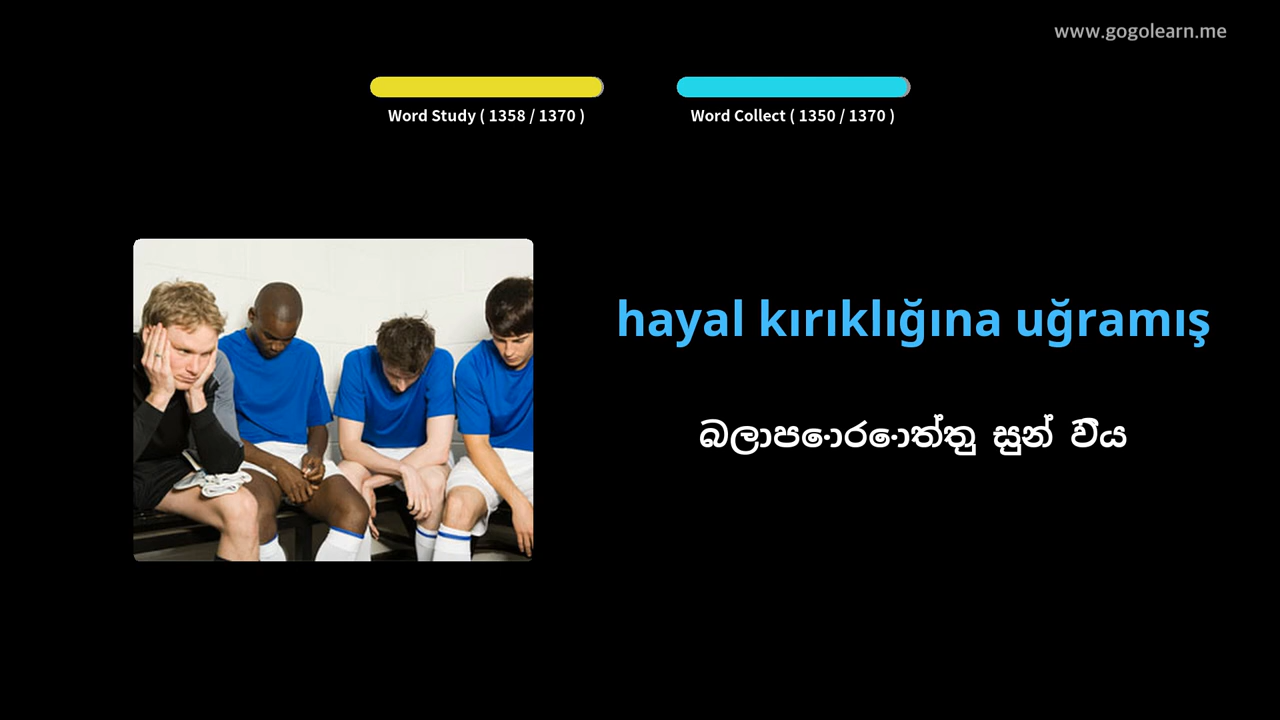 www.gogolearn.me
Word Study ( 1358 / 1370 )
Word Collect ( 1350 / 1370 )
hayal kırıklığına uğramış
බලාපොරොත්තු සුන් විය